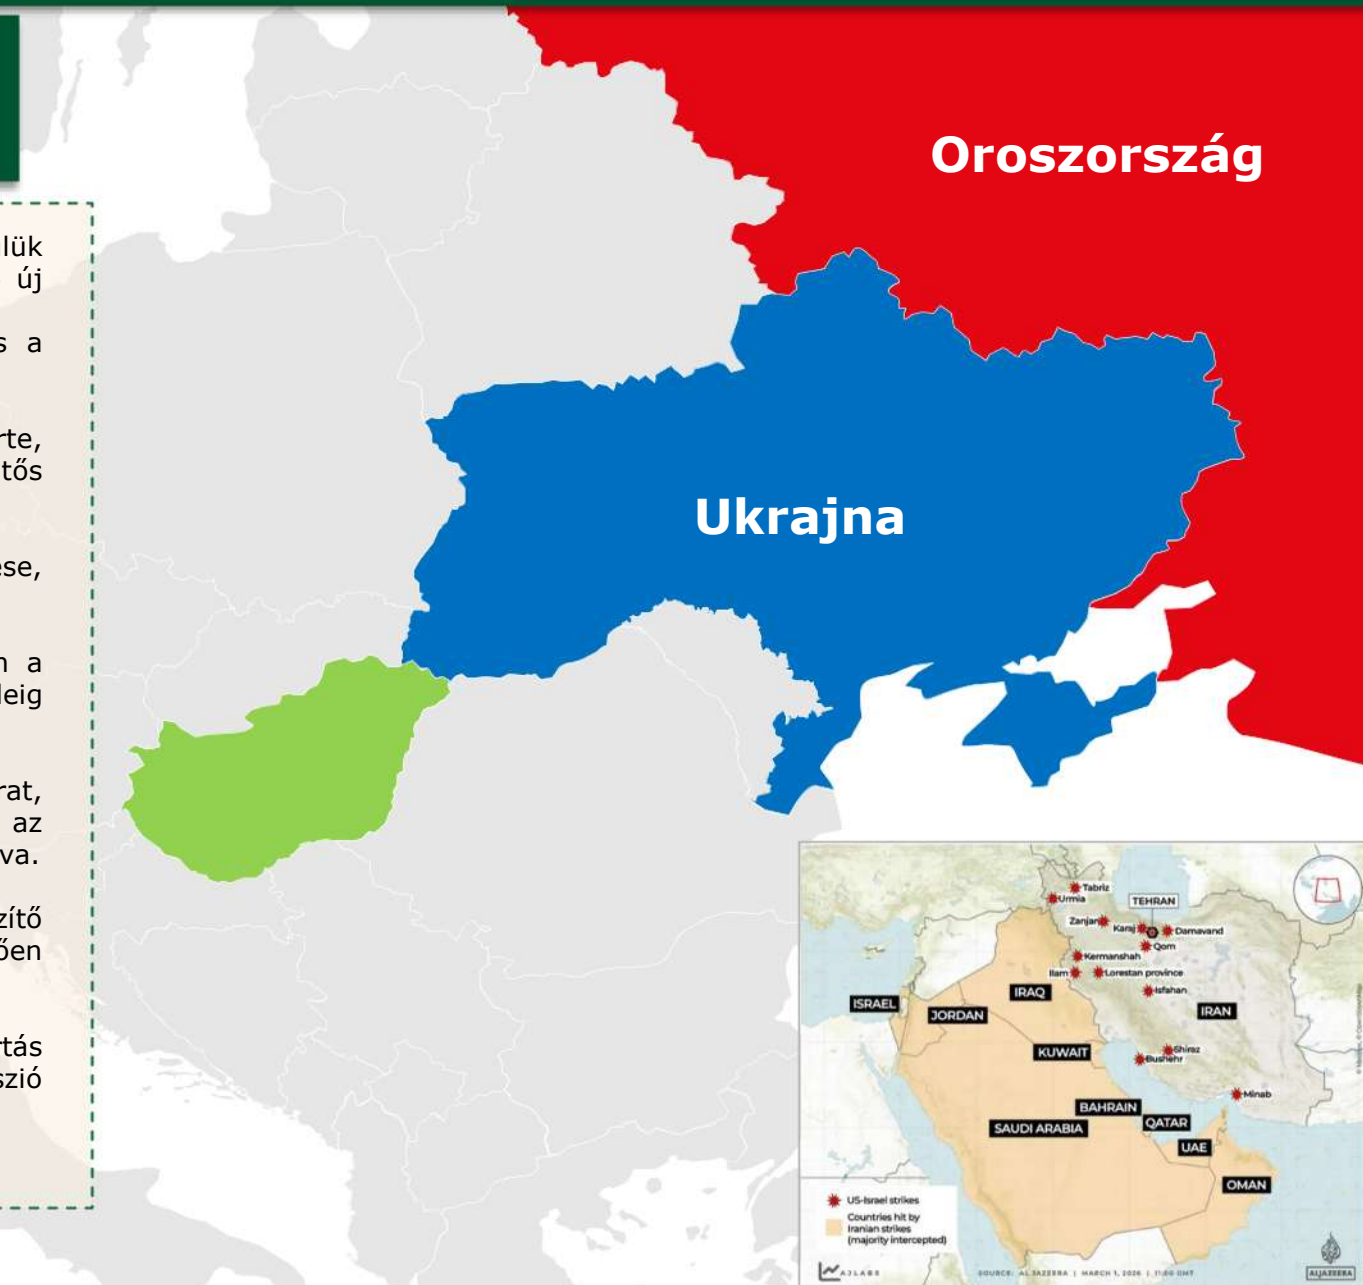 Oroszország
Ukrajna
lük
új
s a
rte,
tős
ese,
a
leig
rat,
az
va.
zítő
ően
rtás
szió
Tabriz
Urmia
TEHRAN
Zanjan
Karaj
Damavand
Qom
Kermanshah
Ilam
Lorestan province
Isfahan
ISRAEL
IRAQ
JORDAN
IRAN
KUWAIT
Shiraz
Bushehr
Minab
BAHRAIN
QATAR
SAUDI ARABIA
UAE
OMAN
US-Israel strikes
Countries hit by
Iranian strikes
(majority intercepted)
AJLABS
SOURCE: AL JAZEERA | MARCH 1, 2026 | 11:00 GMT
ALJAZEERA